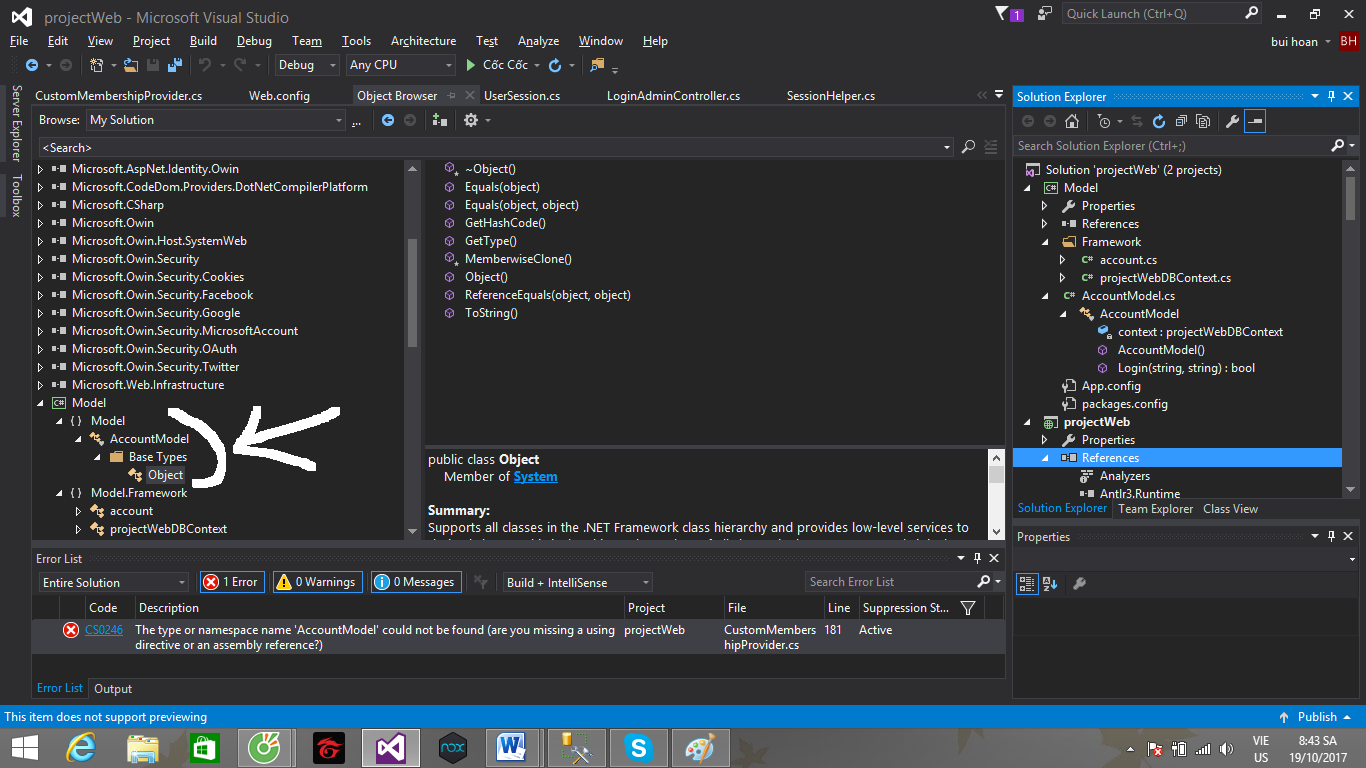 projectWeb - Microsoft Visual Studio
1
Quick Launch (Ctrl+Q)
File Edit View Project Build Debug Team Tools Architecture Test Analyze Window Help
bui hoan
BH
Debug
Any CPU
Cốc Cốc
Server Explorer
Toolbox
CustomMembershipProvider.cs
Web.config
Object Browser
UserSession.cs
LoginAdminController.cs
SessionHelper.cs
Browse: My Solution
...
<Search>
Microsoft.AspNet.Identity.Owin
Microsoft.CodeDom.Providers.DotNetCompilerPlatform
Microsoft.CSharp
Microsoft.Owin
Microsoft.Owin.Host.SystemWeb
Microsoft.Owin.Security
Microsoft.Owin.Security.Cookies
Microsoft.Owin.Security.Facebook
Microsoft.Owin.Security.Google
Microsoft.Owin.Security.MicrosoftAccount
Microsoft.Owin.Security.OAuth
Microsoft.Owin.Security.Twitter
Microsoft.Web.Infrastructure
C# Model
{ } Model
AccountModel
Base Types
Object
{ } Model.Framework
account
projectWebDBContext
~Object()
Equals(object)
Equals(object, object)
GetHashCode()
GetType()
MemberwiseClone()
Object()
ReferenceEquals(object, object)
ToString()
public class Object
Member of System
Summary:
Supports all classes in the .NET Framework class hierarchy and provides low-level services to
Solution Explorer
Search Solution Explorer (Ctrl+;)
Solution 'projectWeb' (2 projects)
C# Model
Properties
References
Framework
C# account.cs
C# projectWebDBContext.cs
C# AccountModel.cs
AccountModel
context : projectWebDBContext
AccountModel()
Login(string, string) : bool
App.config
packages.config
projectWeb
Properties
References
Analyzers
Antlr3.Runtime
Solution Explorer Team Explorer Class View
Properties
Error List
Entire Solution
1 Error
0 Warnings
0 Messages
Build + IntelliSense
Search Error List
Code Description Project File Line Suppression St...
CS0246 The type or namespace name 'AccountModel' could not be found (are you missing a using projectWeb CustomMembers 181 Active
directive or an assembly reference?) hipProvider.cs
Error List Output
This item does not support previewing
Publish
VIE
US
8:43 SA
19/10/2017